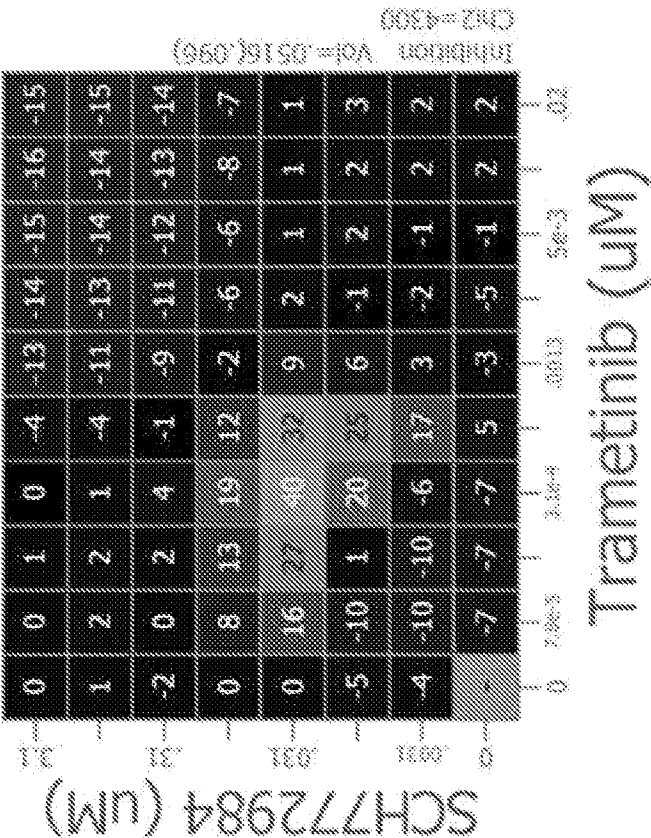 Inhibition Vol=.0516(.096)
Chi2=4300
SCH772984 (uM)
3.1 0 0 1 0 -4 -13 -14 -15 -16 -15
1 2 2 1 -4 -11 -13 -14 -14 -15
.31 -2 0 2 4 -1 -9 -11 -12 -13 -14
0 8 13 19 12 -2 -6 -6 -8 -7
.031 0 16 27 9 2 1 1 1
-5 -10 1 20 6 -1 2 2 3
.0031 -4 -10 -10 -6 17 3 -2 -1 2 2
0 - -7 -7 -7 5 -3 -5 -1 2 2
0 7.8e-5 3.1e-4 .0013 5e-3 .02
Trametinib (uM)